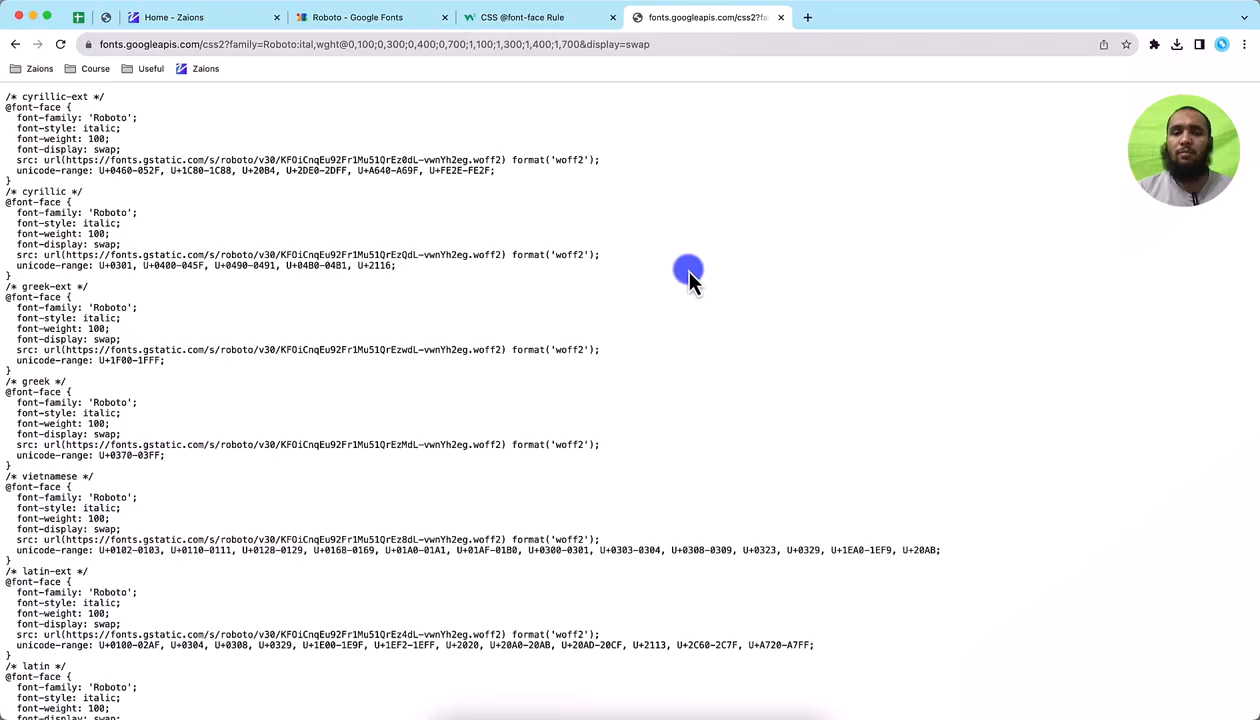 Home - Zaions
Roboto - Google Fonts
CSS @font-face Rule
fonts.googleapis.com/css2?fa
fonts.googleapis.com/css2?family=Roboto:ital,wght@0,100;0,300;0,400;0,700;1,100;1,300;1,400;1,700&display=swap
Zaions
Course
Useful
Zaions
/* cyrillic-ext */
@font-face {
  font-family: 'Roboto';
  font-style: italic;
  font-weight: 100;
  font-display: swap;
  src: url(https://fonts.gstatic.com/s/roboto/v30/KFOiCnqEu92Fr1Mu51QrEz0dL-vwnYh2eg.woff2) format('woff2');
  unicode-range: U+0460-052F, U+1C80-1C88, U+20B4, U+2DE0-2DFF, U+A640-A69F, U+FE2E-FE2F;
}
/* cyrillic */
@font-face {
  font-family: 'Roboto';
  font-style: italic;
  font-weight: 100;
  font-display: swap;
  src: url(https://fonts.gstatic.com/s/roboto/v30/KFOiCnqEu92Fr1Mu51QrEzQdL-vwnYh2eg.woff2) format('woff2');
  unicode-range: U+0301, U+0400-045F, U+0490-0491, U+04B0-04B1, U+2116;
}
/* greek-ext */
@font-face {
  font-family: 'Roboto';
  font-style: italic;
  font-weight: 100;
  font-display: swap;
  src: url(https://fonts.gstatic.com/s/roboto/v30/KFOiCnqEu92Fr1Mu51QrEzwdL-vwnYh2eg.woff2) format('woff2');
  unicode-range: U+1F00-1FFF;
}
/* greek */
@font-face {
  font-family: 'Roboto';
  font-style: italic;
  font-weight: 100;
  font-display: swap;
  src: url(https://fonts.gstatic.com/s/roboto/v30/KFOiCnqEu92Fr1Mu51QrEzMdL-vwnYh2eg.woff2) format('woff2');
  unicode-range: U+0370-03FF;
}
/* vietnamese */
@font-face {
  font-family: 'Roboto';
  font-style: italic;
  font-weight: 100;
  font-display: swap;
  src: url(https://fonts.gstatic.com/s/roboto/v30/KFOiCnqEu92Fr1Mu51QrEz8dL-vwnYh2eg.woff2) format('woff2');
  unicode-range: U+0102-0103, U+0110-0111, U+0128-0129, U+0168-0169, U+01A0-01A1, U+01AF-01B0, U+0300-0301, U+0303-0304, U+0308-0309, U+0323, U+0329, U+1EA0-1EF9, U+20AB;
}
/* latin-ext */
@font-face {
  font-family: 'Roboto';
  font-style: italic;
  font-weight: 100;
  font-display: swap;
  src: url(https://fonts.gstatic.com/s/roboto/v30/KFOiCnqEu92Fr1Mu51QrEz4dL-vwnYh2eg.woff2) format('woff2');
  unicode-range: U+0100-02AF, U+0304, U+0308, U+0329, U+1E00-1E9F, U+1EF2-1EFF, U+2020, U+20A0-20AB, U+20AD-20CF, U+2113, U+2C60-2C7F, U+A720-A7FF;
}
/* latin */
@font-face {
  font-family: 'Roboto';
  font-style: italic;
  font-weight: 100;
  font-display: swap;